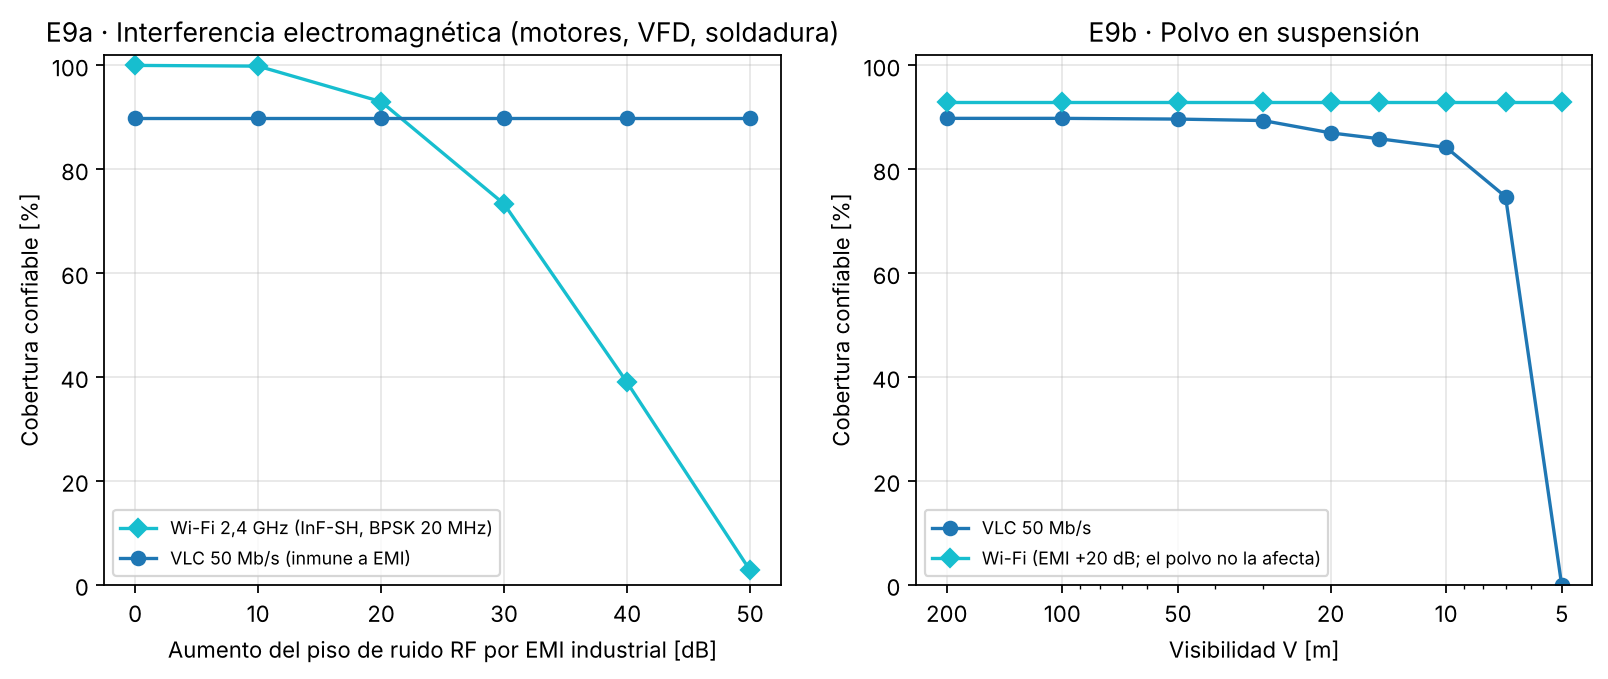 E9a · Interferencia electromagnética (motores, VFD, soldadura)
Cobertura confiable [%]
100
80
60
40
20
0
Wi-Fi 2,4 GHz (InF-SH, BPSK 20 MHz)
VLC 50 Mb/s (inmune a EMI)
0 10 20 30 40 50
Aumento del piso de ruido RF por EMI industrial [dB]
E9b · Polvo en suspensión
Cobertura confiable [%]
100
80
60
40
20
0
VLC 50 Mb/s
Wi-Fi (EMI +20 dB; el polvo no la afecta)
200 100 50 20 10 5
Visibilidad V [m]